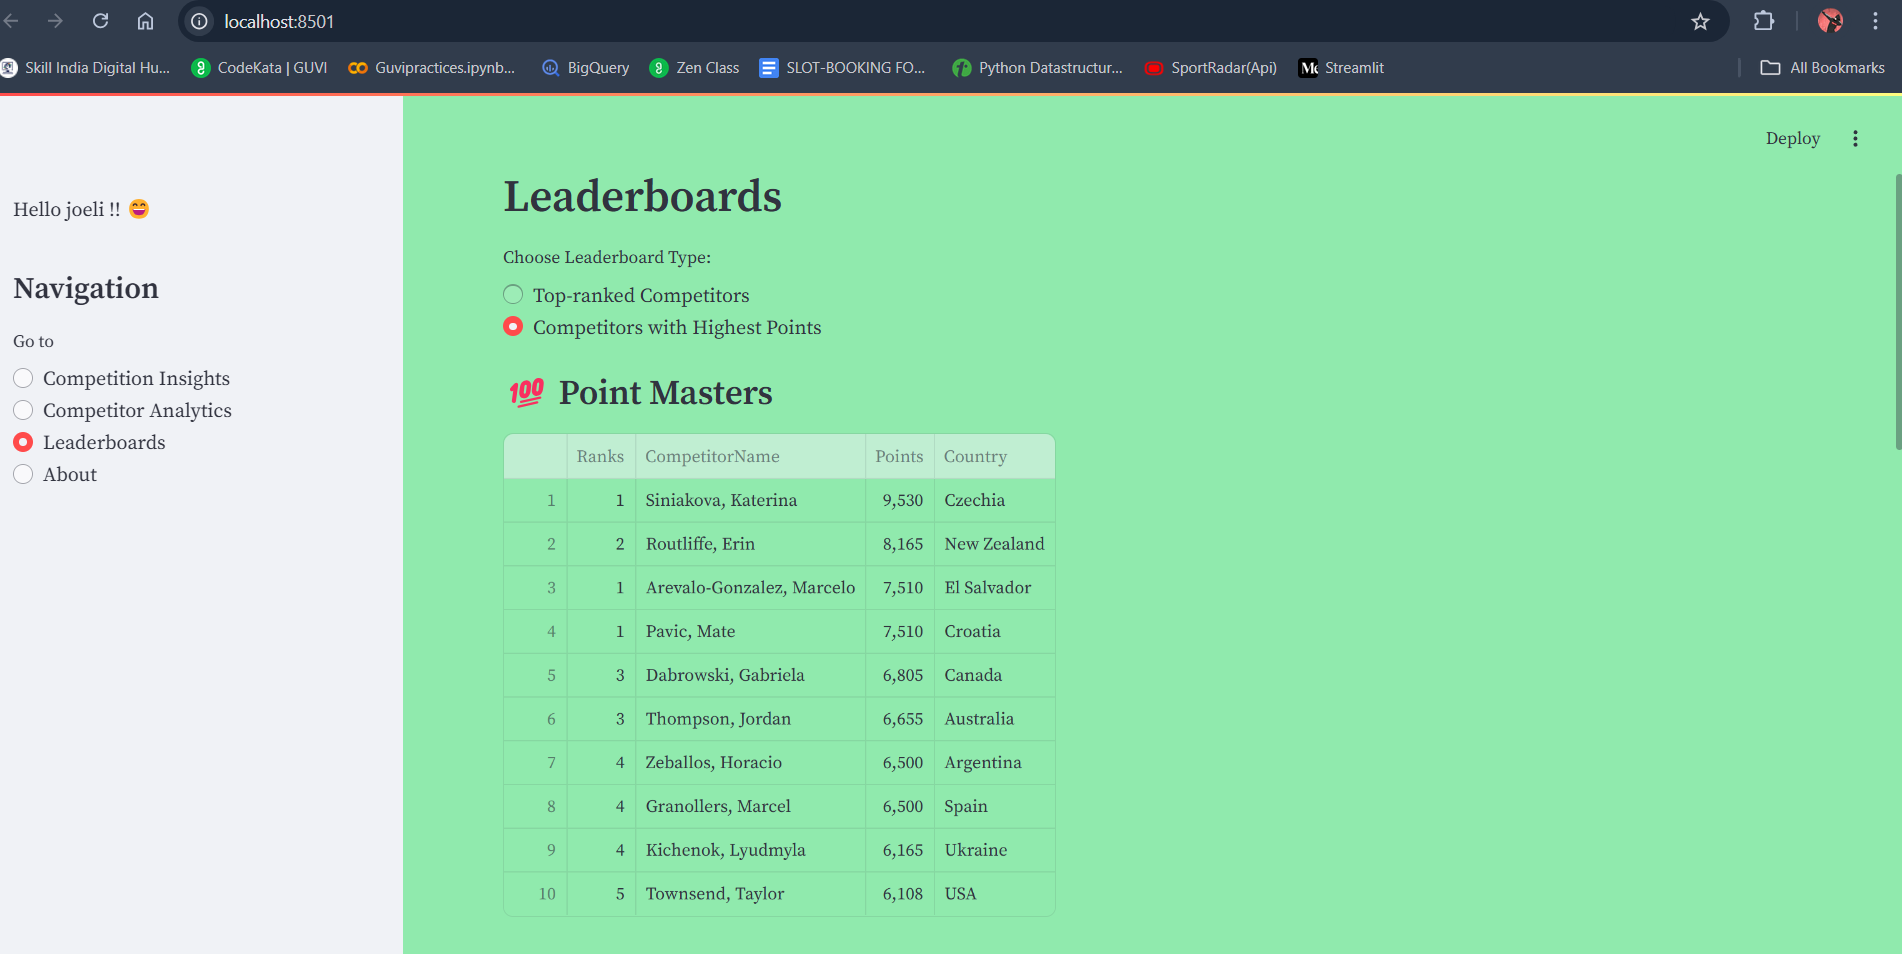 localhost:8501
Skill India Digital Hu... CodeKata | GUVI Guvipractices.ipynb... BigQuery Zen Class SLOT-BOOKING FO... Python Datastructur... SportRadar(Api) Streamlit All Bookmarks
Deploy
Hello joeli !! 😄
Navigation
Go to
Competition Insights
Competitor Analytics
Leaderboards
About
Leaderboards
Choose Leaderboard Type:
Top-ranked Competitors
Competitors with Highest Points
💯 Point Masters
Ranks CompetitorName Points Country
1 1 Siniakova, Katerina 9,530 Czechia
2 2 Routliffe, Erin 8,165 New Zealand
3 1 Arevalo-Gonzalez, Marcelo 7,510 El Salvador
4 1 Pavic, Mate 7,510 Croatia
5 3 Dabrowski, Gabriela 6,805 Canada
6 3 Thompson, Jordan 6,655 Australia
7 4 Zeballos, Horacio 6,500 Argentina
8 4 Granollers, Marcel 6,500 Spain
9 4 Kichenok, Lyudmyla 6,165 Ukraine
10 5 Townsend, Taylor 6,108 USA